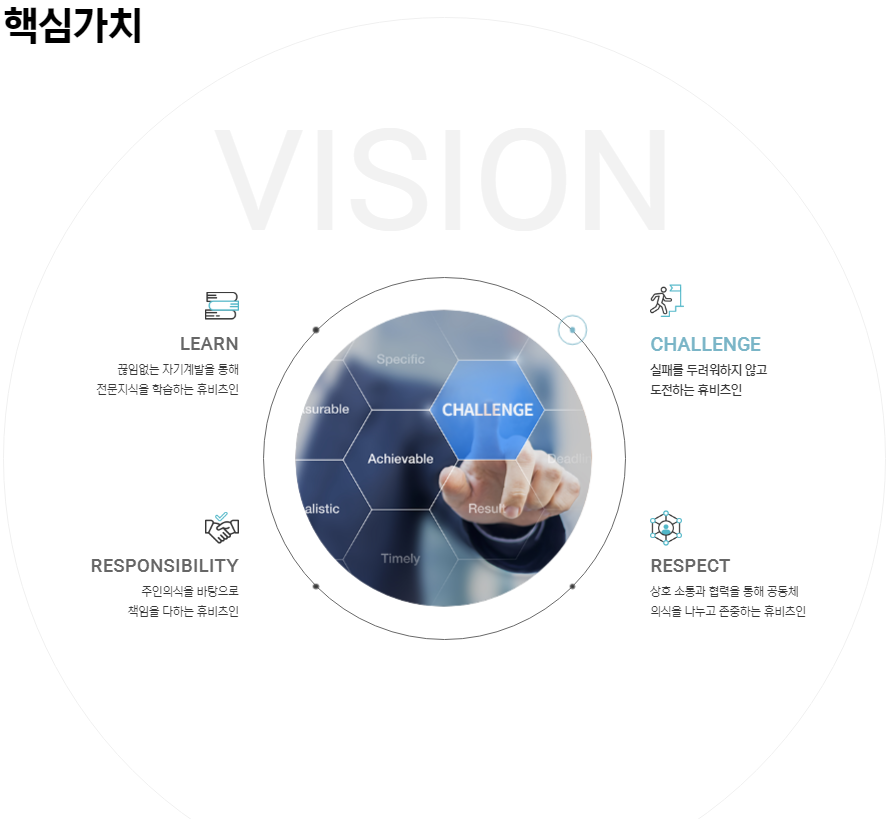 핵심가치
VISION
LEARN
끊임없는 자기계발을 통해
전문지식을 학습하는 휴비츠인
CHALLENGE
실패를 두려워하지 않고
도전하는 휴비츠인
Specific
surable
CHALLENGE
Achievable
Deadlin
alistic
Result
Timely
RESPONSIBILITY
주인의식을 바탕으로
책임을 다하는 휴비츠인
RESPECT
상호 소통과 협력을 통해 공동체
의식을 나누고 존중하는 휴비츠인